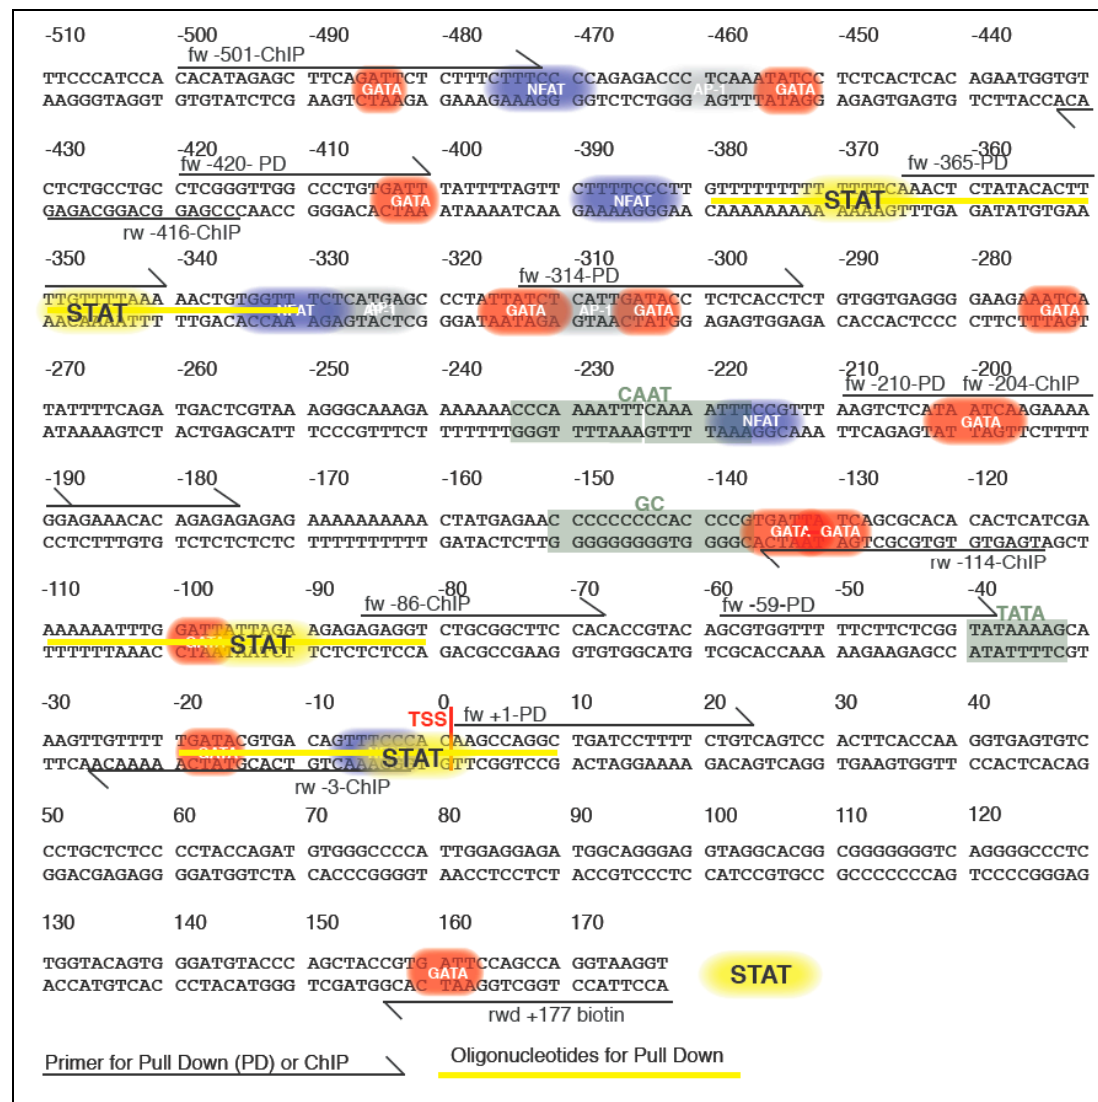 -510 -500 -490 -480 -470 -460 -450 -440
fw -501-ChIP
TTCCCATCCA CACATAGAGC TTCAGATTCT CTTTCTTTCC CCAGAGACCC TCAAATATCC TCTCACTCAC AGAATGGTGT
GATA NFAT AP-1 GATA
AAGGGTAGGT GTGTATCTCG AAGTCTAAGA GAAAGAAAGG GGTCTCTGGG AGTTTATAGG AGAGTGAGTG TCTTACCACA
-430 -420 -410 -400 -390 -380 -370 -360
fw -420- PD fw -365-PD
CTCTGCCTGC CTCGGGTTGG CCCTGTGATT TATTTTAGTT CTTTTCCCTT GTTTTTTTTT TTTTTCAAACT CTATACACTT
GATA NFAT STAT
GAGACGGACG GAGCCCAACC GGGACACTAA ATAAAATCAA GAAAAGGGAA CAAAAAAAAA AAAAAGTTTGA GATATGTGAA
rw -416-ChIP
-350 -340 -330 -320 -310 -300 -290 -280
fw -314-PD
TTGTTTTAAA AACTGTGGTT TCTCATGAGC CCTATTATCT CATTGATACC TCTCACCTCT GTGGTGAGGG GAAGAAATCA
STAT NFAT AP-1 GATA AP-1 GATA GATA
AACAAAATTT TTGACACCAA AGAGTACTCG GGATAATAGA GTAACTATGG AGAGTGGAGA CACCACTCCC CTTCTTTAGT
-270 -260 -250 -240 -230 -220 -210 -200
CAAT fw -210-PD fw -204-ChIP
TATTTTCAGA TGACTCGTAA AGGGCAAAGA AAAAAACCCA AAATTTCAAA ATTTCCGTTT AAGTCTCATA ATCAAGAAAA
NFAT GATA
ATAAAAGTCT ACTGAGCATT TCCCGTTTCT TTTTTTGGGT TTTAAAGTTT TAAAGGCAAA TTCAGAGTAT TAGTTCTTTT
-190 -180 -170 -160 -150 -140 -130 -120
GC
GGAGAAACAC AGAGAGAGAG AAAAAAAAAA CTATGAGAAC CCCCCCCCAC CCCGTGATTA TCAGCGCACA CACTCATCGA
GATA GATA
CCTCTTTGTG TCTCTCTCTC TTTTTTTTTT GATACTCTTG GGGGGGGGTG GGGCACTAAT AGTCGCGTGT GTGAGTAGCT
rw -114-ChIP
-110 -100 -90 -80 -70 -60 -50 -40
fw -86-ChIP fw -59-PD TATA
AAAAAATTTG GATTATTAGA AGAGAGAGGT CTGCGGCTTC CACACCGTAC AGCGTGGTTT TTCTTCTCGG TATAAAAGCA
STAT
TTTTTTAAAC CTAATAATCT TCTCTCTCCA GACGCCGAAG GTGTGGCATG TCGCACCAAA AAGAAGAGCC ATATTTTCGT
-30 -20 -10 0 10 20 30 40
TSS fw +1-PD
AAGTTGTTTT TGATACGTGA CAGTTTCCCAC AAGCCAGGC TGATCCTTTT CTGTCAGTCC ACTTCACCAA GGTGAGTGTC
STAT
TTCAACAAAA ACTATGCACT GTCAAAGGGTG TTCGGTCCG ACTAGGAAAA GACAGTCAGG TGAAGTGGTT CCACTCACAG
rw -3-ChIP
50 60 70 80 90 100 110 120
CCTGCTCTCC CCTACCAGAT GTGGGCCCCA TTGGAGGAGA TGGCAGGGAG GTAGGCACGG CGGGGGGGTC AGGGGCCCTC
GGACGAGAGG GGATGGTCTA CACCCGGGGT AACCTCCTCT ACCGTCCCTC CATCCGTGCC GCCCCCCCAG TCCCCGGGAG
130 140 150 160 170
TGGTACAGTG GGATGTACCC AGCTACCGTG ATTCCAGCCA GGTAAGGT
GATA STAT
ACCATGTCAC CCTACATGGG TCGATGGCAC TAAGGTCGGT CCATTCCA
rwd +177 biotin
Primer for Pull Down (PD) or ChIP Oligonucleotides for Pull Down